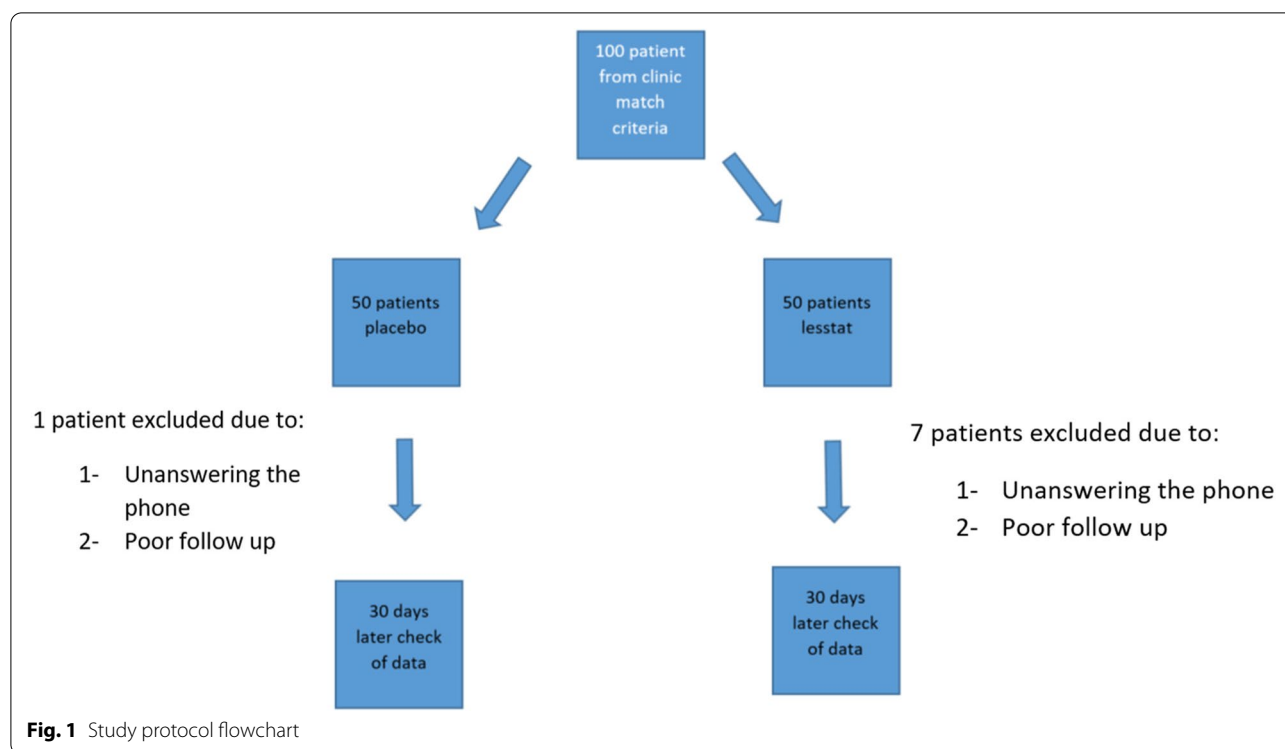 100 patient
from clinic
match
criteria
50 patients
placebo
50 patients
lesstat
1 patient excluded due to:
1- Unanswering the
phone
2- Poor follow up
7 patients excluded due to:
1- Unanswering the phone
2- Poor follow up
30 days
later check
of data
30 days
later check
of data
Fig. 1 Study protocol flowchart